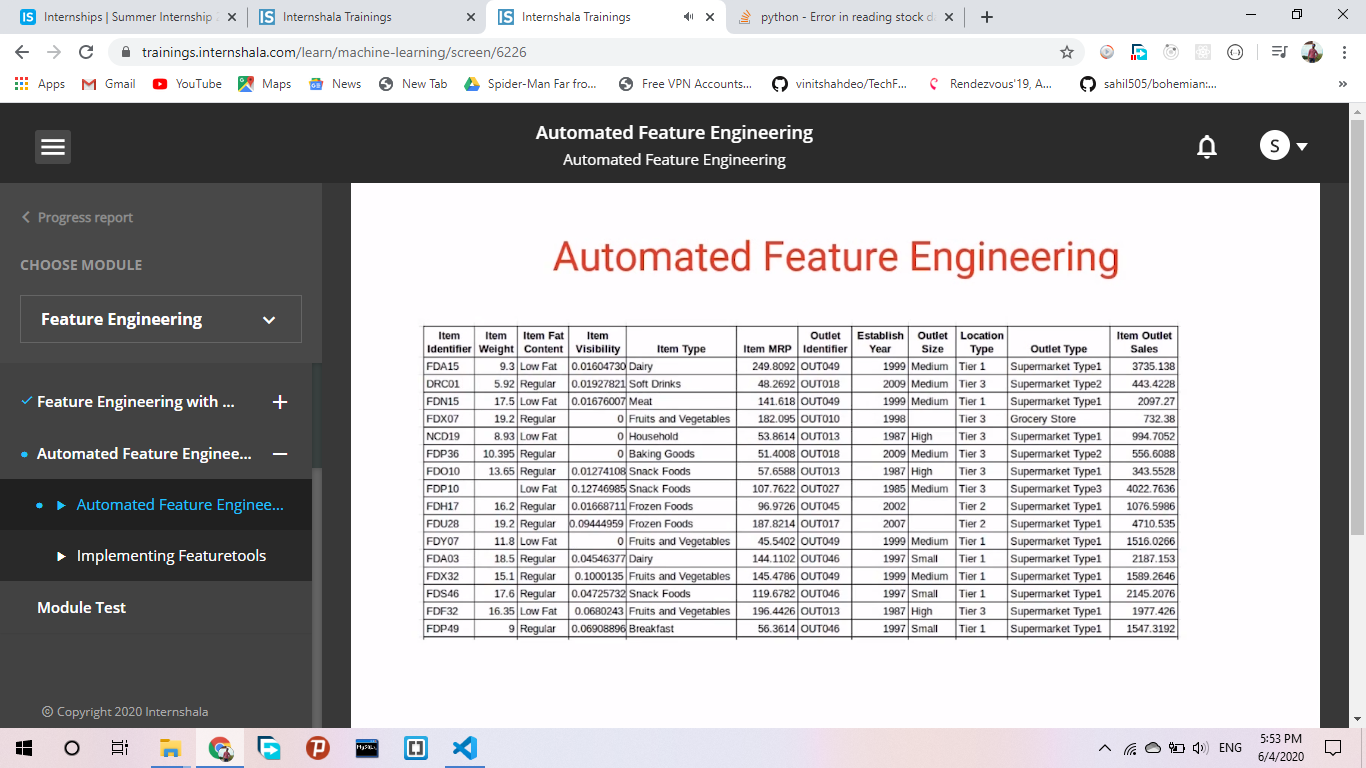 Internships | Summer Internship
Internshala Trainings
Internshala Trainings
python - Error in reading stock d
trainings.internshala.com/learn/machine-learning/screen/6226
Apps Gmail YouTube Maps News New Tab Spider-Man Far fro... Free VPN Accounts... vinitshahdeo/TechF... Rendezvous'19, A... sahil505/bohemian:... »
Automated Feature Engineering
Automated Feature Engineering
S
Progress report
CHOOSE MODULE
Feature Engineering
Feature Engineering with ...
Automated Feature Enginee...
Automated Feature Enginee...
Implementing Featuretools
Module Test
© Copyright 2020 Internshala
Automated Feature Engineering
Item Identifier Item Weight Item Fat Content Item Visibility Item Type Item MRP Outlet Identifier Establish Year Outlet Size Location Type Outlet Type Item Outlet Sales
FDA15 9.3 Low Fat 0.01604730 Dairy 249.8092 OUT049 1999 Medium Tier 1 Supermarket Type1 3735.138
DRC01 5.92 Regular 0.01927821 Soft Drinks 48.2692 OUT018 2009 Medium Tier 3 Supermarket Type2 443.4228
FDN15 17.5 Low Fat 0.01676007 Meat 141.618 OUT049 1999 Medium Tier 1 Supermarket Type1 2097.27
FDX07 19.2 Regular 0 Fruits and Vegetables 182.095 OUT010 1998 Tier 3 Grocery Store 732.38
NCD19 8.93 Low Fat 0 Household 53.8614 OUT013 1987 High Tier 3 Supermarket Type1 994.7052
FDP36 10.395 Regular 0 Baking Goods 51.4008 OUT018 2009 Medium Tier 3 Supermarket Type2 556.6088
FDO10 13.65 Regular 0.01274108 Snack Foods 57.6588 OUT013 1987 High Tier 3 Supermarket Type1 343.5528
FDP10 Low Fat 0.12746985 Snack Foods 107.7622 OUT027 1985 Medium Tier 3 Supermarket Type3 4022.7636
FDH17 16.2 Regular 0.01668711 Frozen Foods 96.9726 OUT045 2002 Tier 2 Supermarket Type1 1076.5986
FDU28 19.2 Regular 0.09444959 Frozen Foods 187.8214 OUT017 2007 Tier 2 Supermarket Type1 4710.535
FDY07 11.8 Low Fat 0 Fruits and Vegetables 45.5402 OUT049 1999 Medium Tier 1 Supermarket Type1 1516.0266
FDA03 18.5 Regular 0.04546377 Dairy 144.1102 OUT046 1997 Small Tier 1 Supermarket Type1 2187.153
FDX32 15.1 Regular 0.1000135 Fruits and Vegetables 145.4786 OUT049 1999 Medium Tier 1 Supermarket Type1 1589.2646
FDS46 17.6 Regular 0.04725732 Snack Foods 119.6782 OUT046 1997 Small Tier 1 Supermarket Type1 2145.2076
FDF32 16.35 Low Fat 0.0680243 Fruits and Vegetables 196.4426 OUT013 1987 High Tier 3 Supermarket Type1 1977.426
FDP49 9 Regular 0.06908896 Breakfast 56.3614 OUT046 1997 Small Tier 1 Supermarket Type1 1547.3192
MySQL
ENG
5:53 PM
6/4/2020